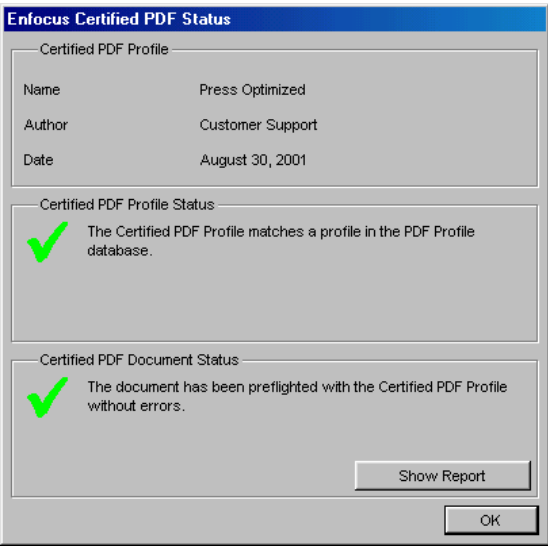 Enfocus Certified PDF Status
Certified PDF Profile
Name Press Optimized
Author Customer Support
Date August 30, 2001
Certified PDF Profile Status
The Certified PDF Profile matches a profile in the PDF Profile
database.
Certified PDF Document Status
The document has been preflighted with the Certified PDF Profile
without errors.
Show Report
OK